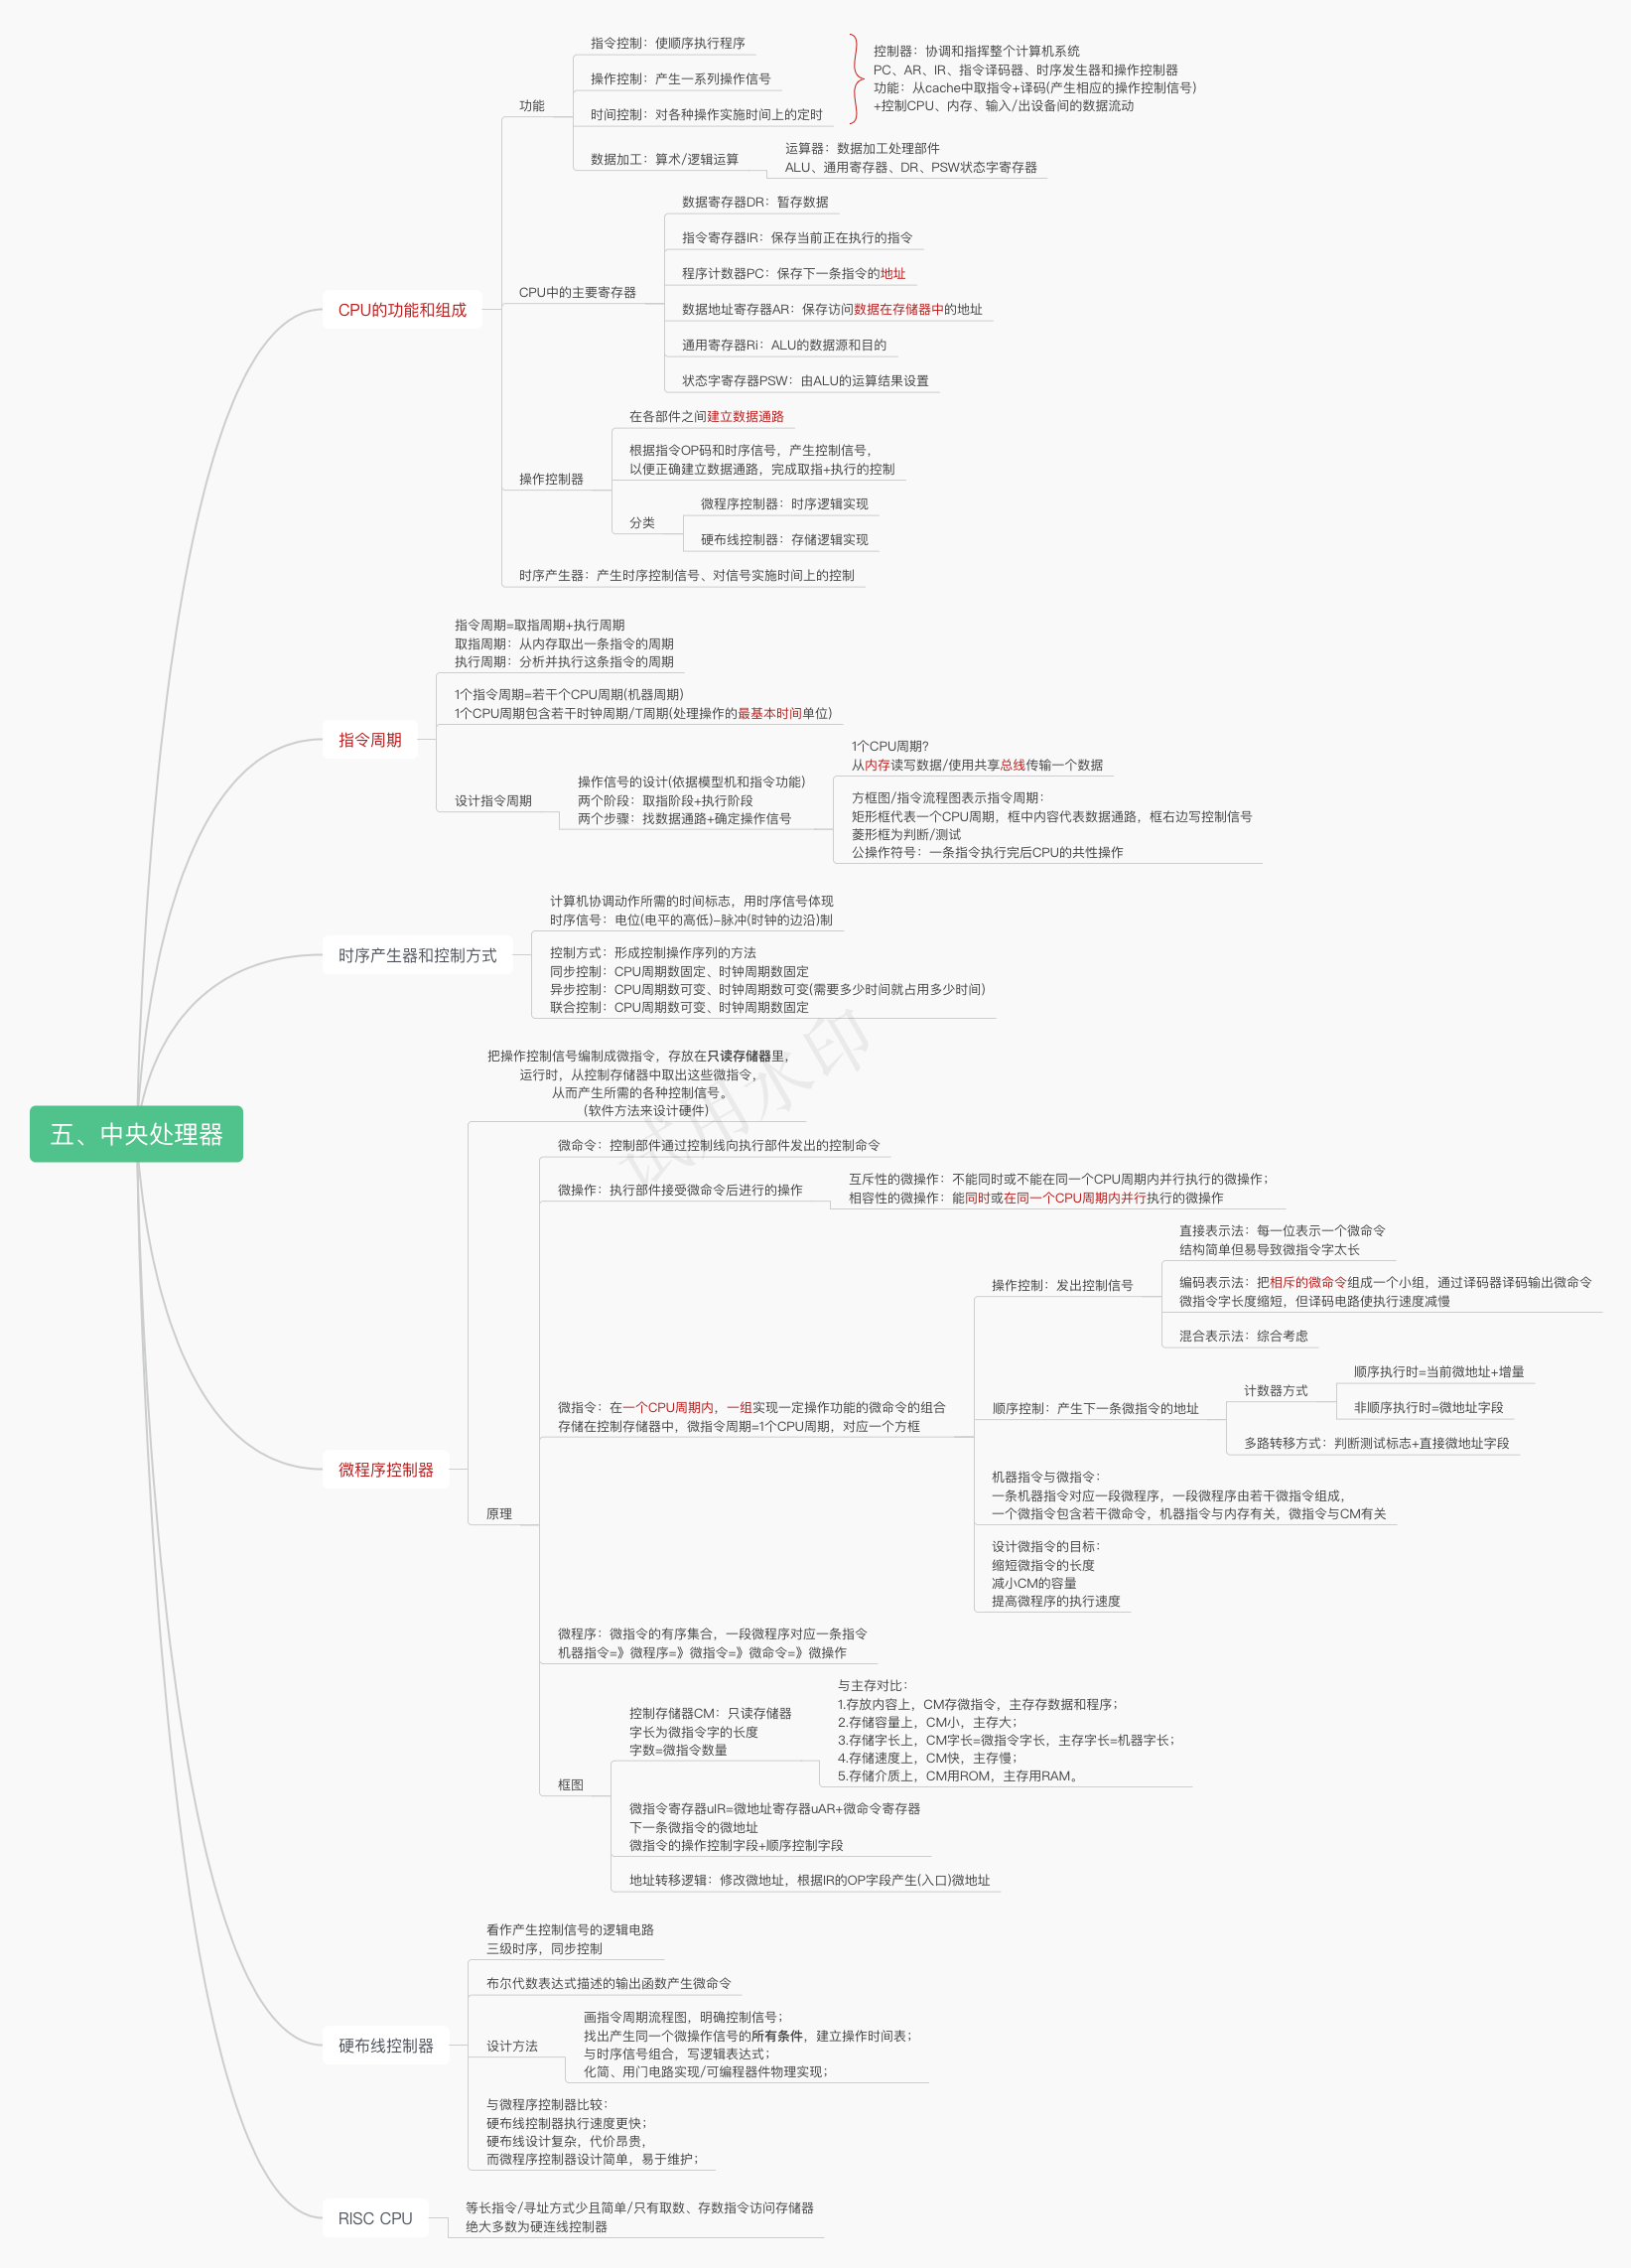 五、中央处理器
CPU的功能和组成
功能
指令控制：使顺序执行程序
操作控制：产生一系列操作信号
时间控制：对各种操作实施时间上的定时
控制器：协调和指挥整个计算机系统
PC、AR、IR、指令译码器、时序发生器和操作控制器
功能：从cache中取指令+译码(产生相应的操作控制信号)
+控制CPU、内存、输入/出设备间的数据流动
数据加工：算术/逻辑运算
运算器：数据加工处理部件
ALU、通用寄存器、DR、PSW状态字寄存器
CPU中的主要寄存器
数据寄存器DR：暂存数据
指令寄存器IR：保存当前正在执行的指令
程序计数器PC：保存下一条指令的地址
数据地址寄存器AR：保存访问数据在存储器中的地址
通用寄存器Ri：ALU的数据源和目的
状态字寄存器PSW：由ALU的运算结果设置
操作控制器
在各部件之间建立数据通路
根据指令OP码和时序信号，产生控制信号，
以便正确建立数据通路，完成取指+执行的控制
分类
微程序控制器：时序逻辑实现
硬布线控制器：存储逻辑实现
时序产生器：产生时序控制信号、对信号实施时间上的控制
指令周期
指令周期=取指周期+执行周期
取指周期：从内存取出一条指令的周期
执行周期：分析并执行这条指令的周期
1个指令周期=若干个CPU周期(机器周期)
1个CPU周期包含若干时钟周期/T周期(处理操作的最基本时间单位)
设计指令周期
操作信号的设计(依据模型机和指令功能)
两个阶段：取指阶段+执行阶段
两个步骤：找数据通路+确定操作信号
1个CPU周期?
从内存读写数据/使用共享总线传输一个数据
方框图/指令流程图表示指令周期：
矩形框代表一个CPU周期，框中内容代表数据通路，框右边写控制信号
菱形框为判断/测试
公操作符号：一条指令执行完后CPU的共性操作
时序产生器和控制方式
计算机协调动作所需的时间标志，用时序信号体现
时序信号：电位(电平的高低)-脉冲(时钟的边沿)制
控制方式：形成控制操作序列的方法
同步控制：CPU周期数固定、时钟周期数固定
异步控制：CPU周期数可变、时钟周期数可变(需要多少时间就占用多少时间)
联合控制：CPU周期数可变、时钟周期数固定
微程序控制器
把操作控制信号编制成微指令，存放在只读存储器里，
运行时，从控制存储器中取出这些微指令，
从而产生所需的各种控制信号。
(软件方法来设计硬件)
试用水印
原理
微命令：控制部件通过控制线向执行部件发出的控制命令
微操作：执行部件接受微命令后进行的操作
互斥性的微操作：不能同时或不能在同一个CPU周期内并行执行的微操作；
相容性的微操作：能同时或在同一个CPU周期内并行执行的微操作
微指令：在一个CPU周期内，一组实现一定操作功能的微命令的组合
存储在控制存储器中，微指令周期=1个CPU周期，对应一个方框
操作控制：发出控制信号
直接表示法：每一位表示一个微命令
结构简单但易导致微指令字太长
编码表示法：把相斥的微命令组成一个小组，通过译码器译码输出微命令
微指令字长度缩短，但译码电路使执行速度减慢
混合表示法：综合考虑
顺序控制：产生下一条微指令的地址
计数器方式
顺序执行时=当前微地址+增量
非顺序执行时=微地址字段
多路转移方式：判断测试标志+直接微地址字段
机器指令与微指令：
一条机器指令对应一段微程序，一段微程序由若干微指令组成，
一个微指令包含若干微命令，机器指令与内存有关，微指令与CM有关
设计微指令的目标：
缩短微指令的长度
减小CM的容量
提高微程序的执行速度
微程序：微指令的有序集合，一段微程序对应一条指令
机器指令=》微程序=》微指令=》微命令=》微操作
框图
控制存储器CM：只读存储器
字长为微指令字的长度
字数=微指令数量
与主存对比：
1.存放内容上，CM存微指令，主存存数据和程序；
2.存储容量上，CM小，主存大；
3.存储字长上，CM字长=微指令字长，主存字长=机器字长；
4.存储速度上，CM快，主存慢；
5.存储介质上，CM用ROM，主存用RAM。
微指令寄存器uIR=微地址寄存器uAR+微命令寄存器
下一条微指令的微地址
微指令的操作控制字段+顺序控制字段
地址转移逻辑：修改微地址，根据IR的OP字段产生(入口)微地址
硬布线控制器
看作产生控制信号的逻辑电路
三级时序，同步控制
布尔代数表达式描述的输出函数产生微命令
设计方法
画指令周期流程图，明确控制信号；
找出产生同一个微操作信号的所有条件，建立操作时间表；
与时序信号组合，写逻辑表达式；
化简、用门电路实现/可编程器件物理实现；
与微程序控制器比较：
硬布线控制器执行速度更快；
硬布线设计复杂，代价昂贵，
而微程序控制器设计简单，易于维护；
RISC CPU
等长指令/寻址方式少且简单/只有取数、存数指令访问存储器
绝大多数为硬连线控制器